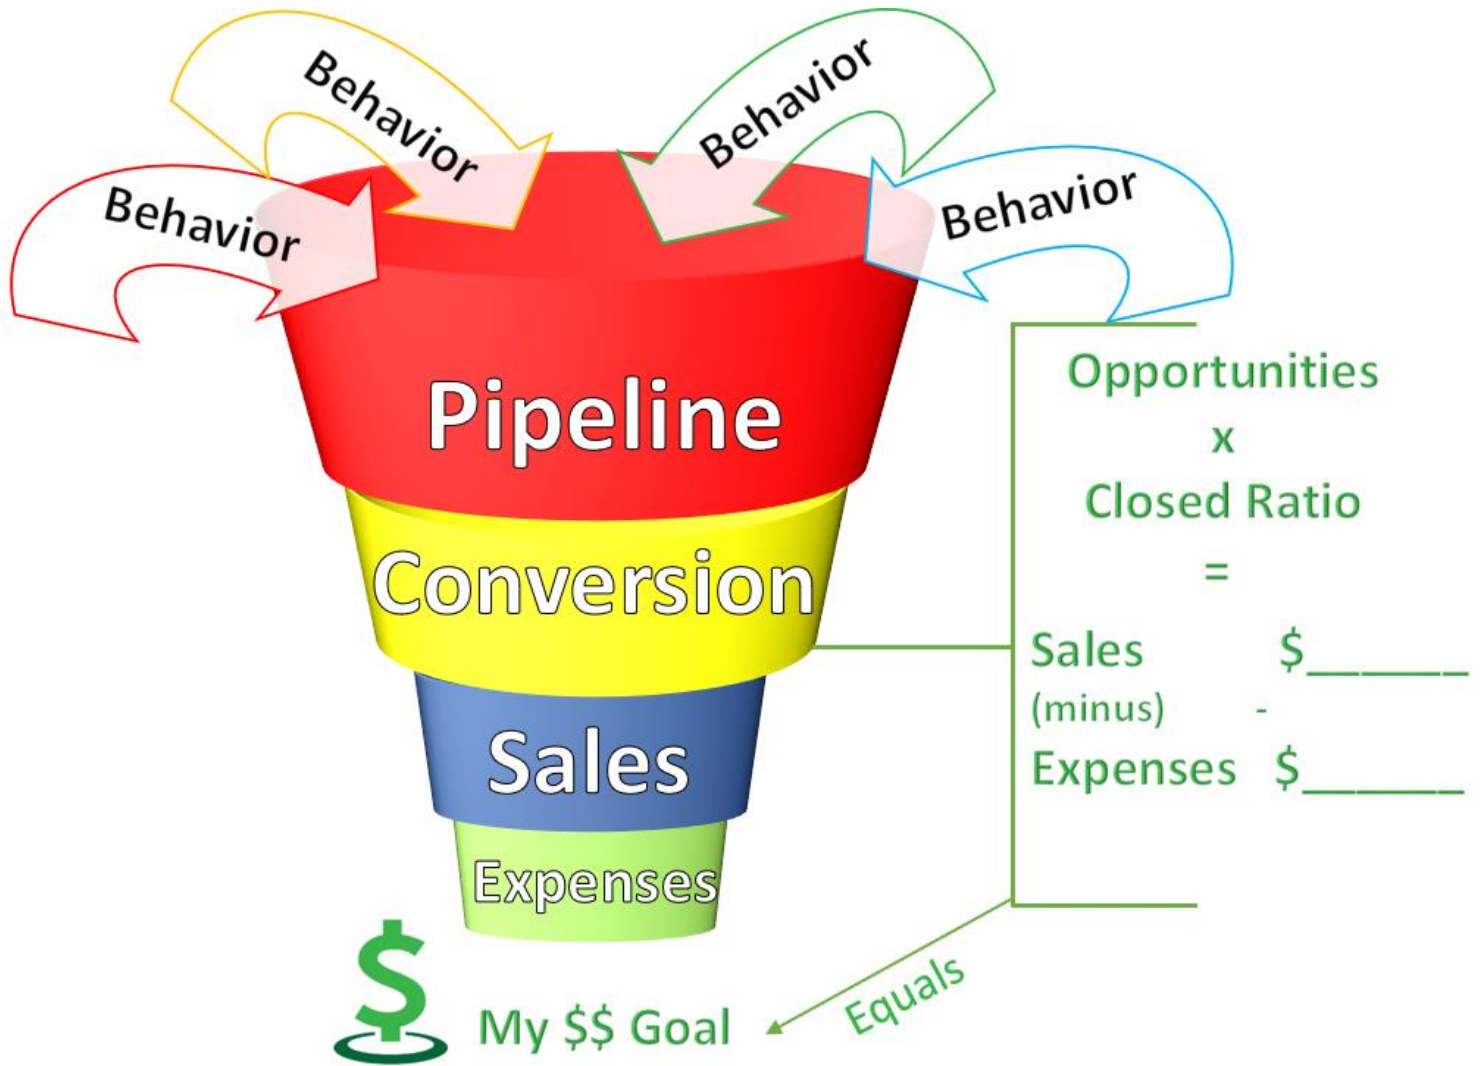 Behavior
Behavior
Behavior
Behavior
Pipeline
Conversion
Sales
Expenses
$
My $$ Goal
Opportunities
x
Closed Ratio
=
Sales $______
(minus) -
Expenses $______
Equals